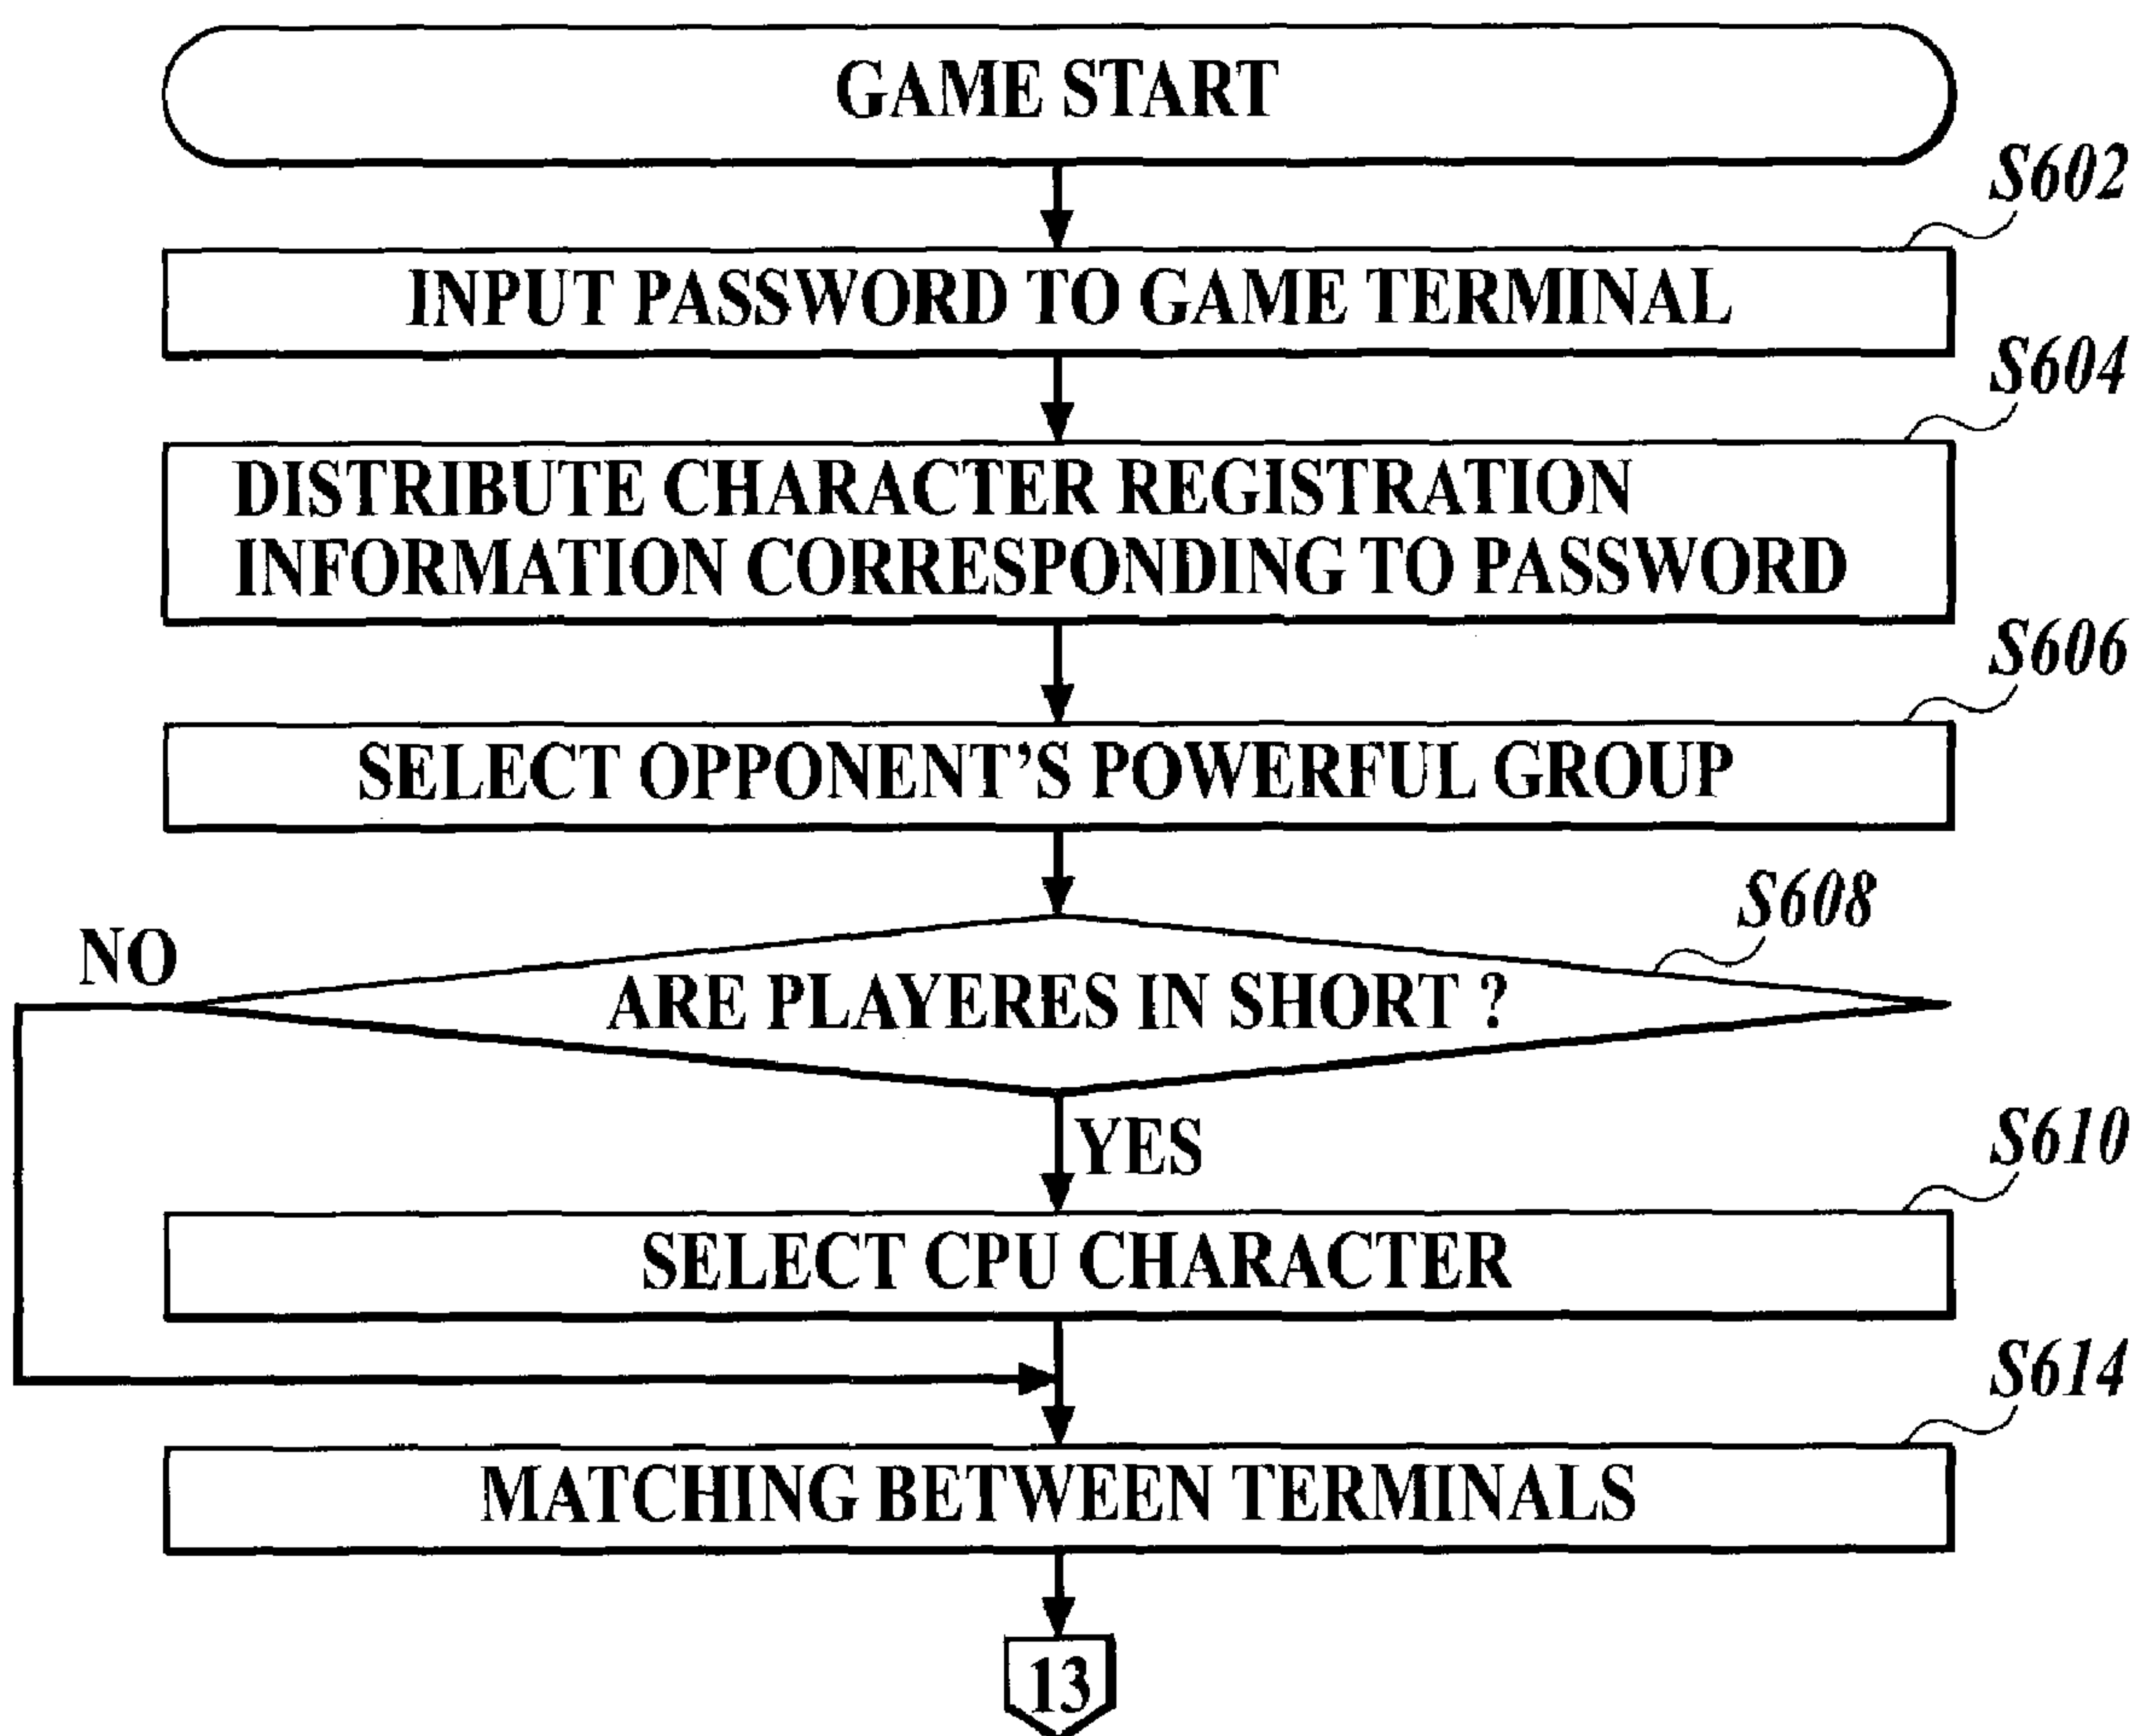 GAME START
S602
INPUT PASSWORD TO GAME TERMINAL
S604
DISTRIBUTE CHARACTER REGISTRATION
INFORMATION CORRESPONDING TO PASSWORD
S606
SELECT OPPONENT'S POWERFUL GROUP
S608
NO
ARE PLAYERES IN SHORT ?
YES
S610
SELECT CPU CHARACTER
S614
MATCHING BETWEEN TERMINALS
13